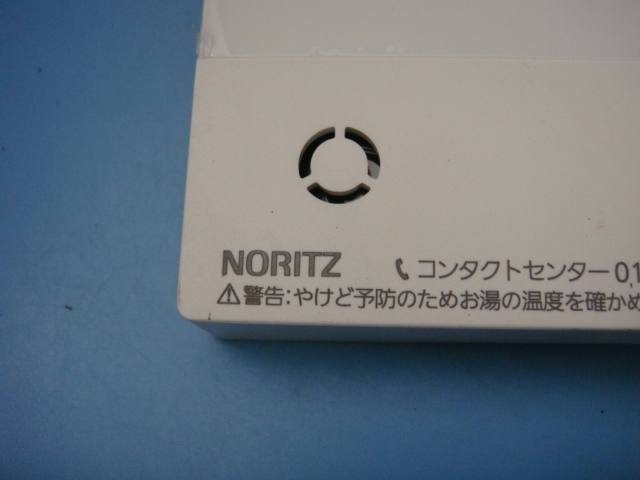 NORITZ
コンタクトセンター 01
⚠警告:やけど予防のためお湯の温度を確かめ